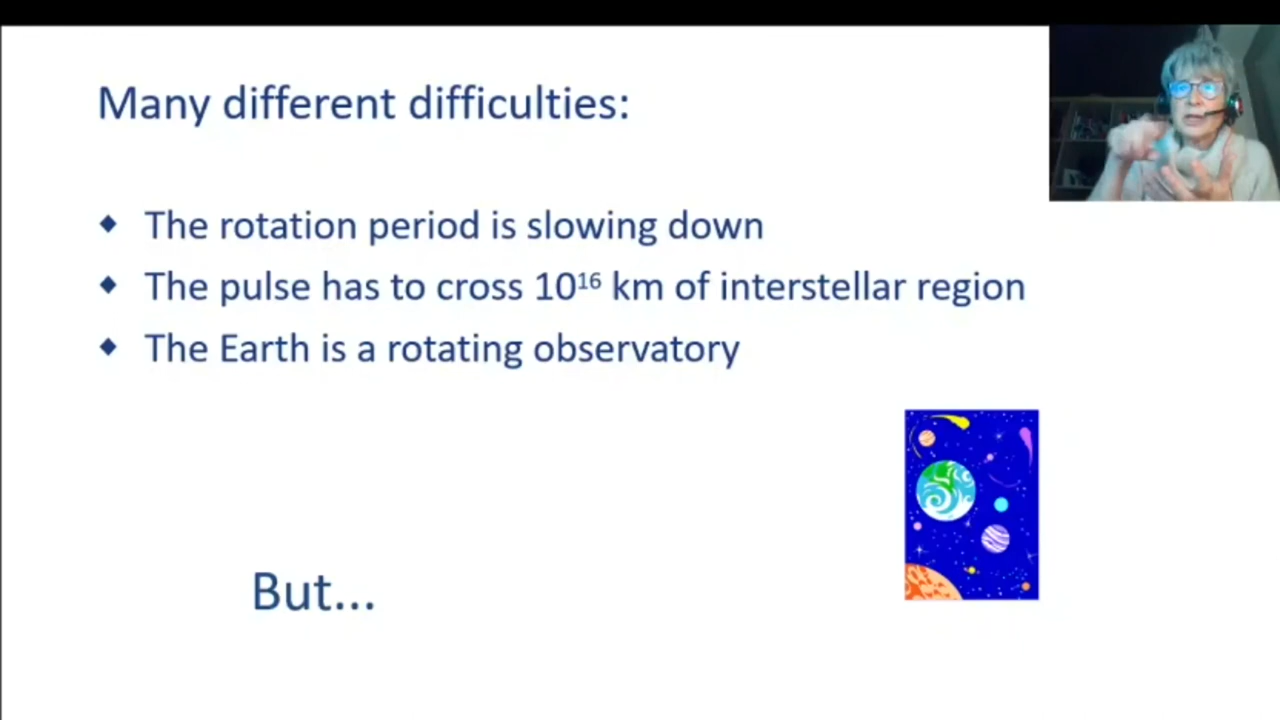 Many different difficulties:
◆ The rotation period is slowing down
◆ The pulse has to cross 10¹⁶ km of interstellar region
◆ The Earth is a rotating observatory
But...